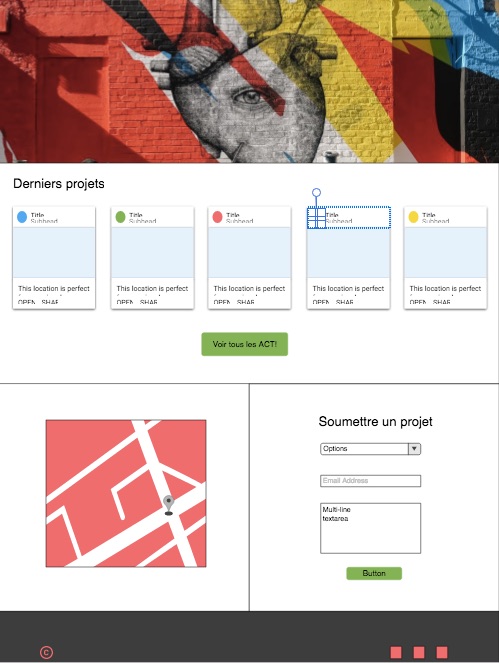 Derniers projets
Title
Subhead
This location is perfect
OPEN SHAR
Title
Subhead
This location is perfect
OPEN SHAR
Title
Subhead
This location is perfect
OPEN SHAR
Title
Subhead
This location is perfect
OPEN SHAR
Title
Subhead
This location is perfect
OPEN SHAR
Voir tous les ACT!
Soumettre un projet
Options
Email Address
Multi-line
textarea
Button
©